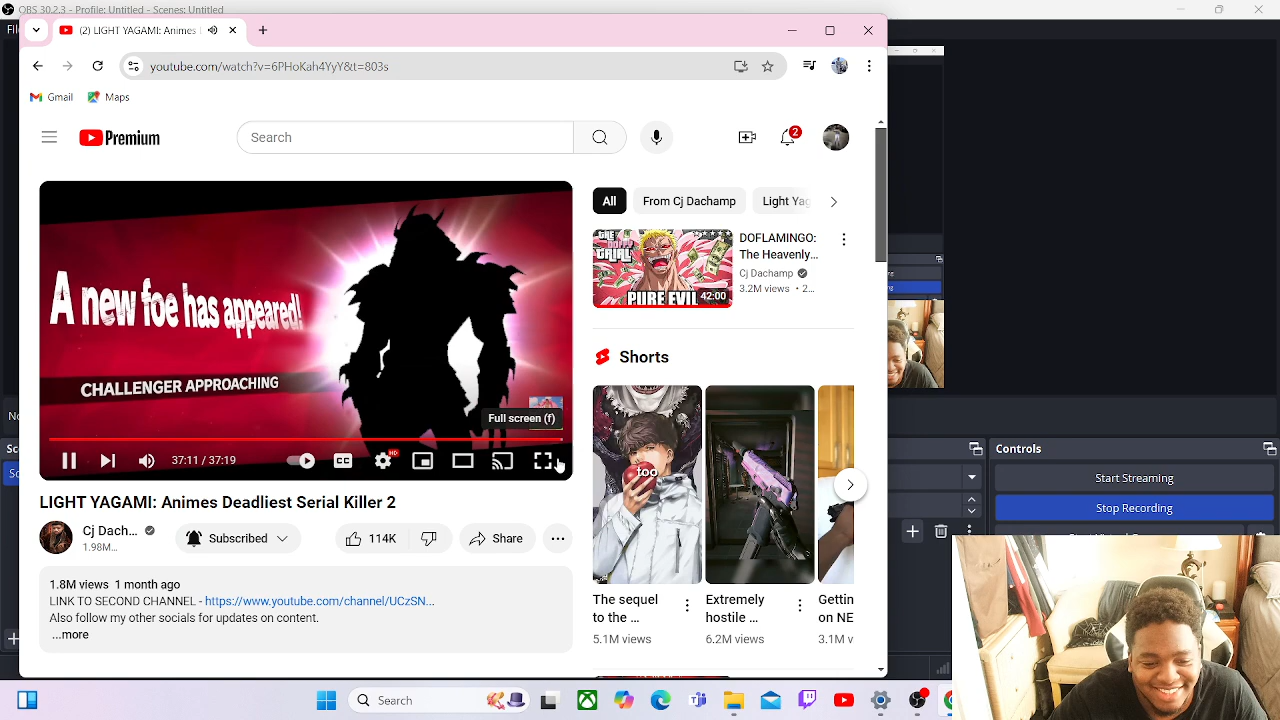 OBS 30.2.3 - Profile: Untitled - Scenes: Untitled
(2) LIGHT YAGAMI: Animes
Gmail
Maps
Premium
Search
2
A new foe has appeared!
CHALLENGER APPROACHING
Full screen (f)
HD
37:11 / 37:19
LIGHT YAGAMI: Animes Deadliest Serial Killer 2
Cj Dach...
1.98M...
Subscribed
114K
Share
1.8M views 1 month ago
LINK TO SECOND CHANNEL - https://www.youtube.com/channel/UCzSN...
Also follow my other socials for updates on content.
...more
All
From Cj Dachamp
Light Yag
PURE EVIL
42:00
DOFLAMINGO:
The Heavenly...
Cj Dachamp
3.2M views • 2...
Shorts
too
The sequel
to the ...
5.1M views
Extremely
hostile ...
6.2M views
Gettin
on NE
3.1M v
Controls
Start Streaming
Stop Recording
Search